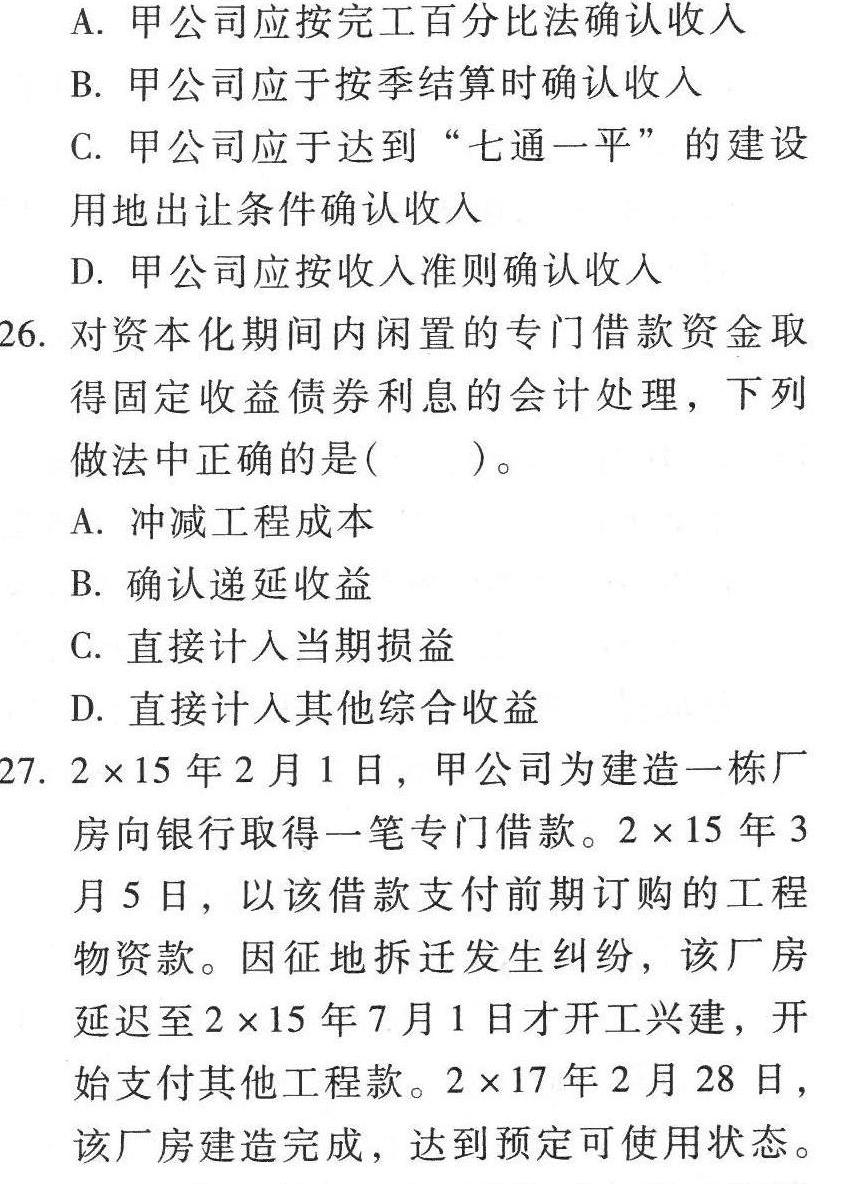 A. 甲公司应按完工百分比法确认收入
B. 甲公司应于按季结算时确认收入
C. 甲公司应于达到“七通一平”的建设
用地出让条件确认收入
D. 甲公司应按收入准则确认收入
26. 对资本化期间内闲置的专门借款资金取
得固定收益债券利息的会计处理，下列
做法中正确的是(　　)。
A. 冲减工程成本
B. 确认递延收益
C. 直接计入当期损益
D. 直接计入其他综合收益
27. 2×15 年 2 月 1 日，甲公司为建造一栋厂
房向银行取得一笔专门借款。2×15 年 3
月 5 日，以该借款支付前期订购的工程
物资款。因征地拆迁发生纠纷，该厂房
延迟至 2×15 年 7 月 1 日才开工兴建，开
始支付其他工程款。2×17 年 2 月 28 日，
该厂房建造完成，达到预定可使用状态。